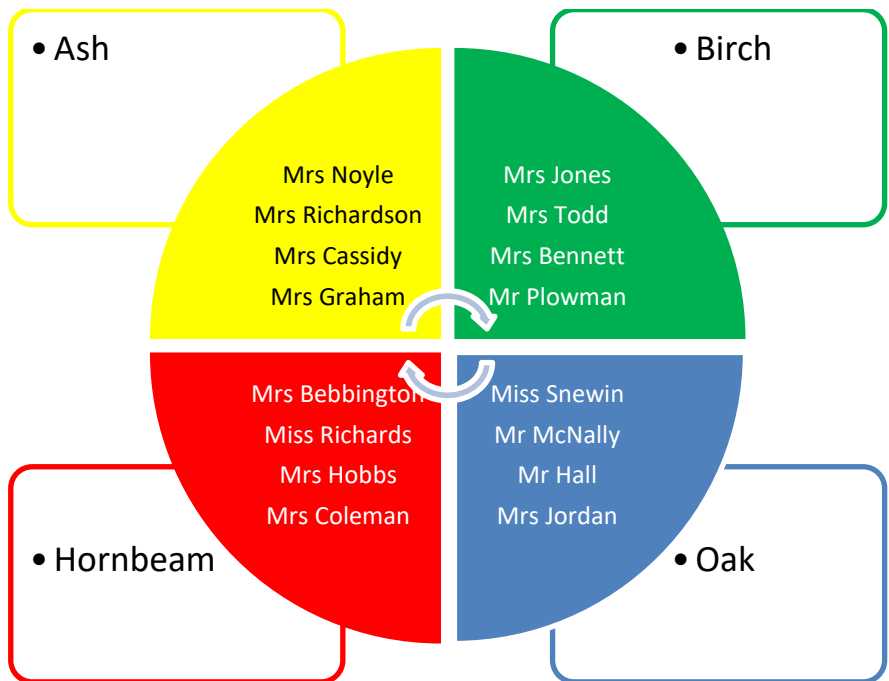 • Ash
Mrs Noyle
Mrs Richardson
Mrs Cassidy
Mrs Graham
• Birch
Mrs Jones
Mrs Todd
Mrs Bennett
Mr Plowman
Mrs Bebbington
Miss Richards
Mrs Hobbs
Mrs Coleman
• Hornbeam
Miss Snewin
Mr McNally
Mr Hall
Mrs Jordan
• Oak